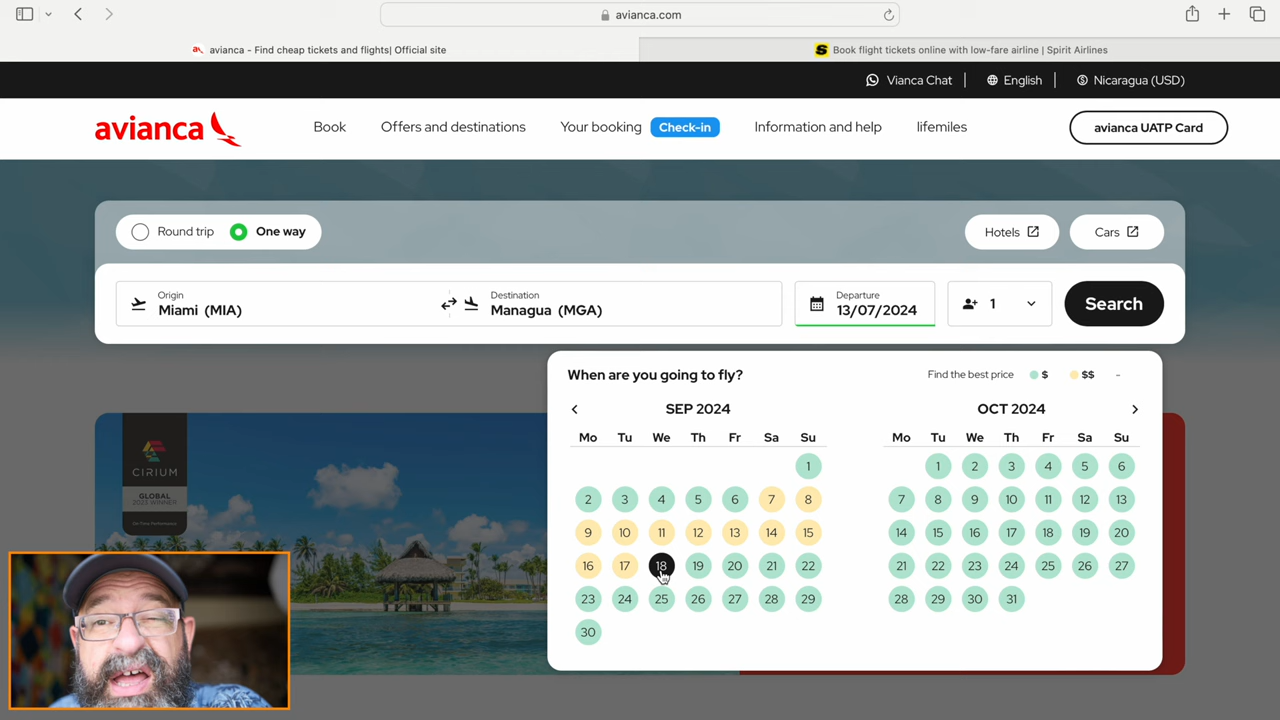 avianca.com
avianca - Find cheap tickets and flights| Official site
Book flight tickets online with low-fare airline | Spirit Airlines
Vianca Chat
English
Nicaragua (USD)
avianca
Book
Offers and destinations
Your booking
Check-in
Information and help
lifemiles
avianca UATP Card
Round trip
One way
Hotels
Cars
Origin
Miami (MIA)
Destination
Managua (MGA)
Departure
13/07/2024
1
Search
When are you going to fly?
Find the best price
$
$$
-
SEP 2024
Mo Tu We Th Fr Sa Su
1
2 3 4 5 6 7 8
9 10 11 12 13 14 15
16 17 18 19 20 21 22
23 24 25 26 27 28 29
30
OCT 2024
Mo Tu We Th Fr Sa Su
1 2 3 4 5 6
7 8 9 10 11 12 13
14 15 16 17 18 19 20
21 22 23 24 25 26 27
28 29 30 31
CIRIUM
GLOBAL
2023 WINNER
On-Time Performance